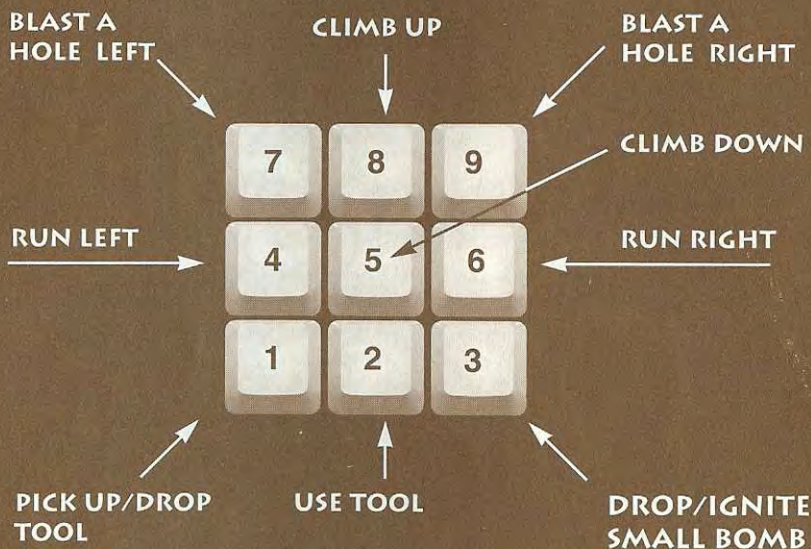 BLAST A
HOLE LEFT
CLIMB UP
BLAST A
HOLE RIGHT
7
8
9
CLIMB DOWN
RUN LEFT
4
5
6
RUN RIGHT
1
2
3
PICK UP/DROP
TOOL
USE TOOL
DROP/IGNITE
SMALL BOMB